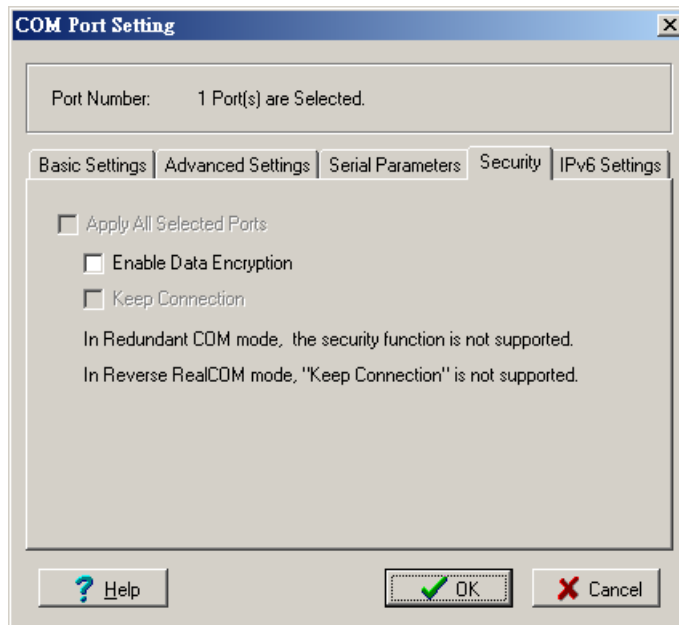 COM Port Setting
Port Number: 1 Port(s) are Selected.
Basic Settings Advanced Settings Serial Parameters Security IPv6 Settings
Apply All Selected Ports
Enable Data Encryption
Keep Connection
In Redundant COM mode, the security function is not supported.
In Reverse RealCOM mode, "Keep Connection" is not supported.
? Help OK Cancel